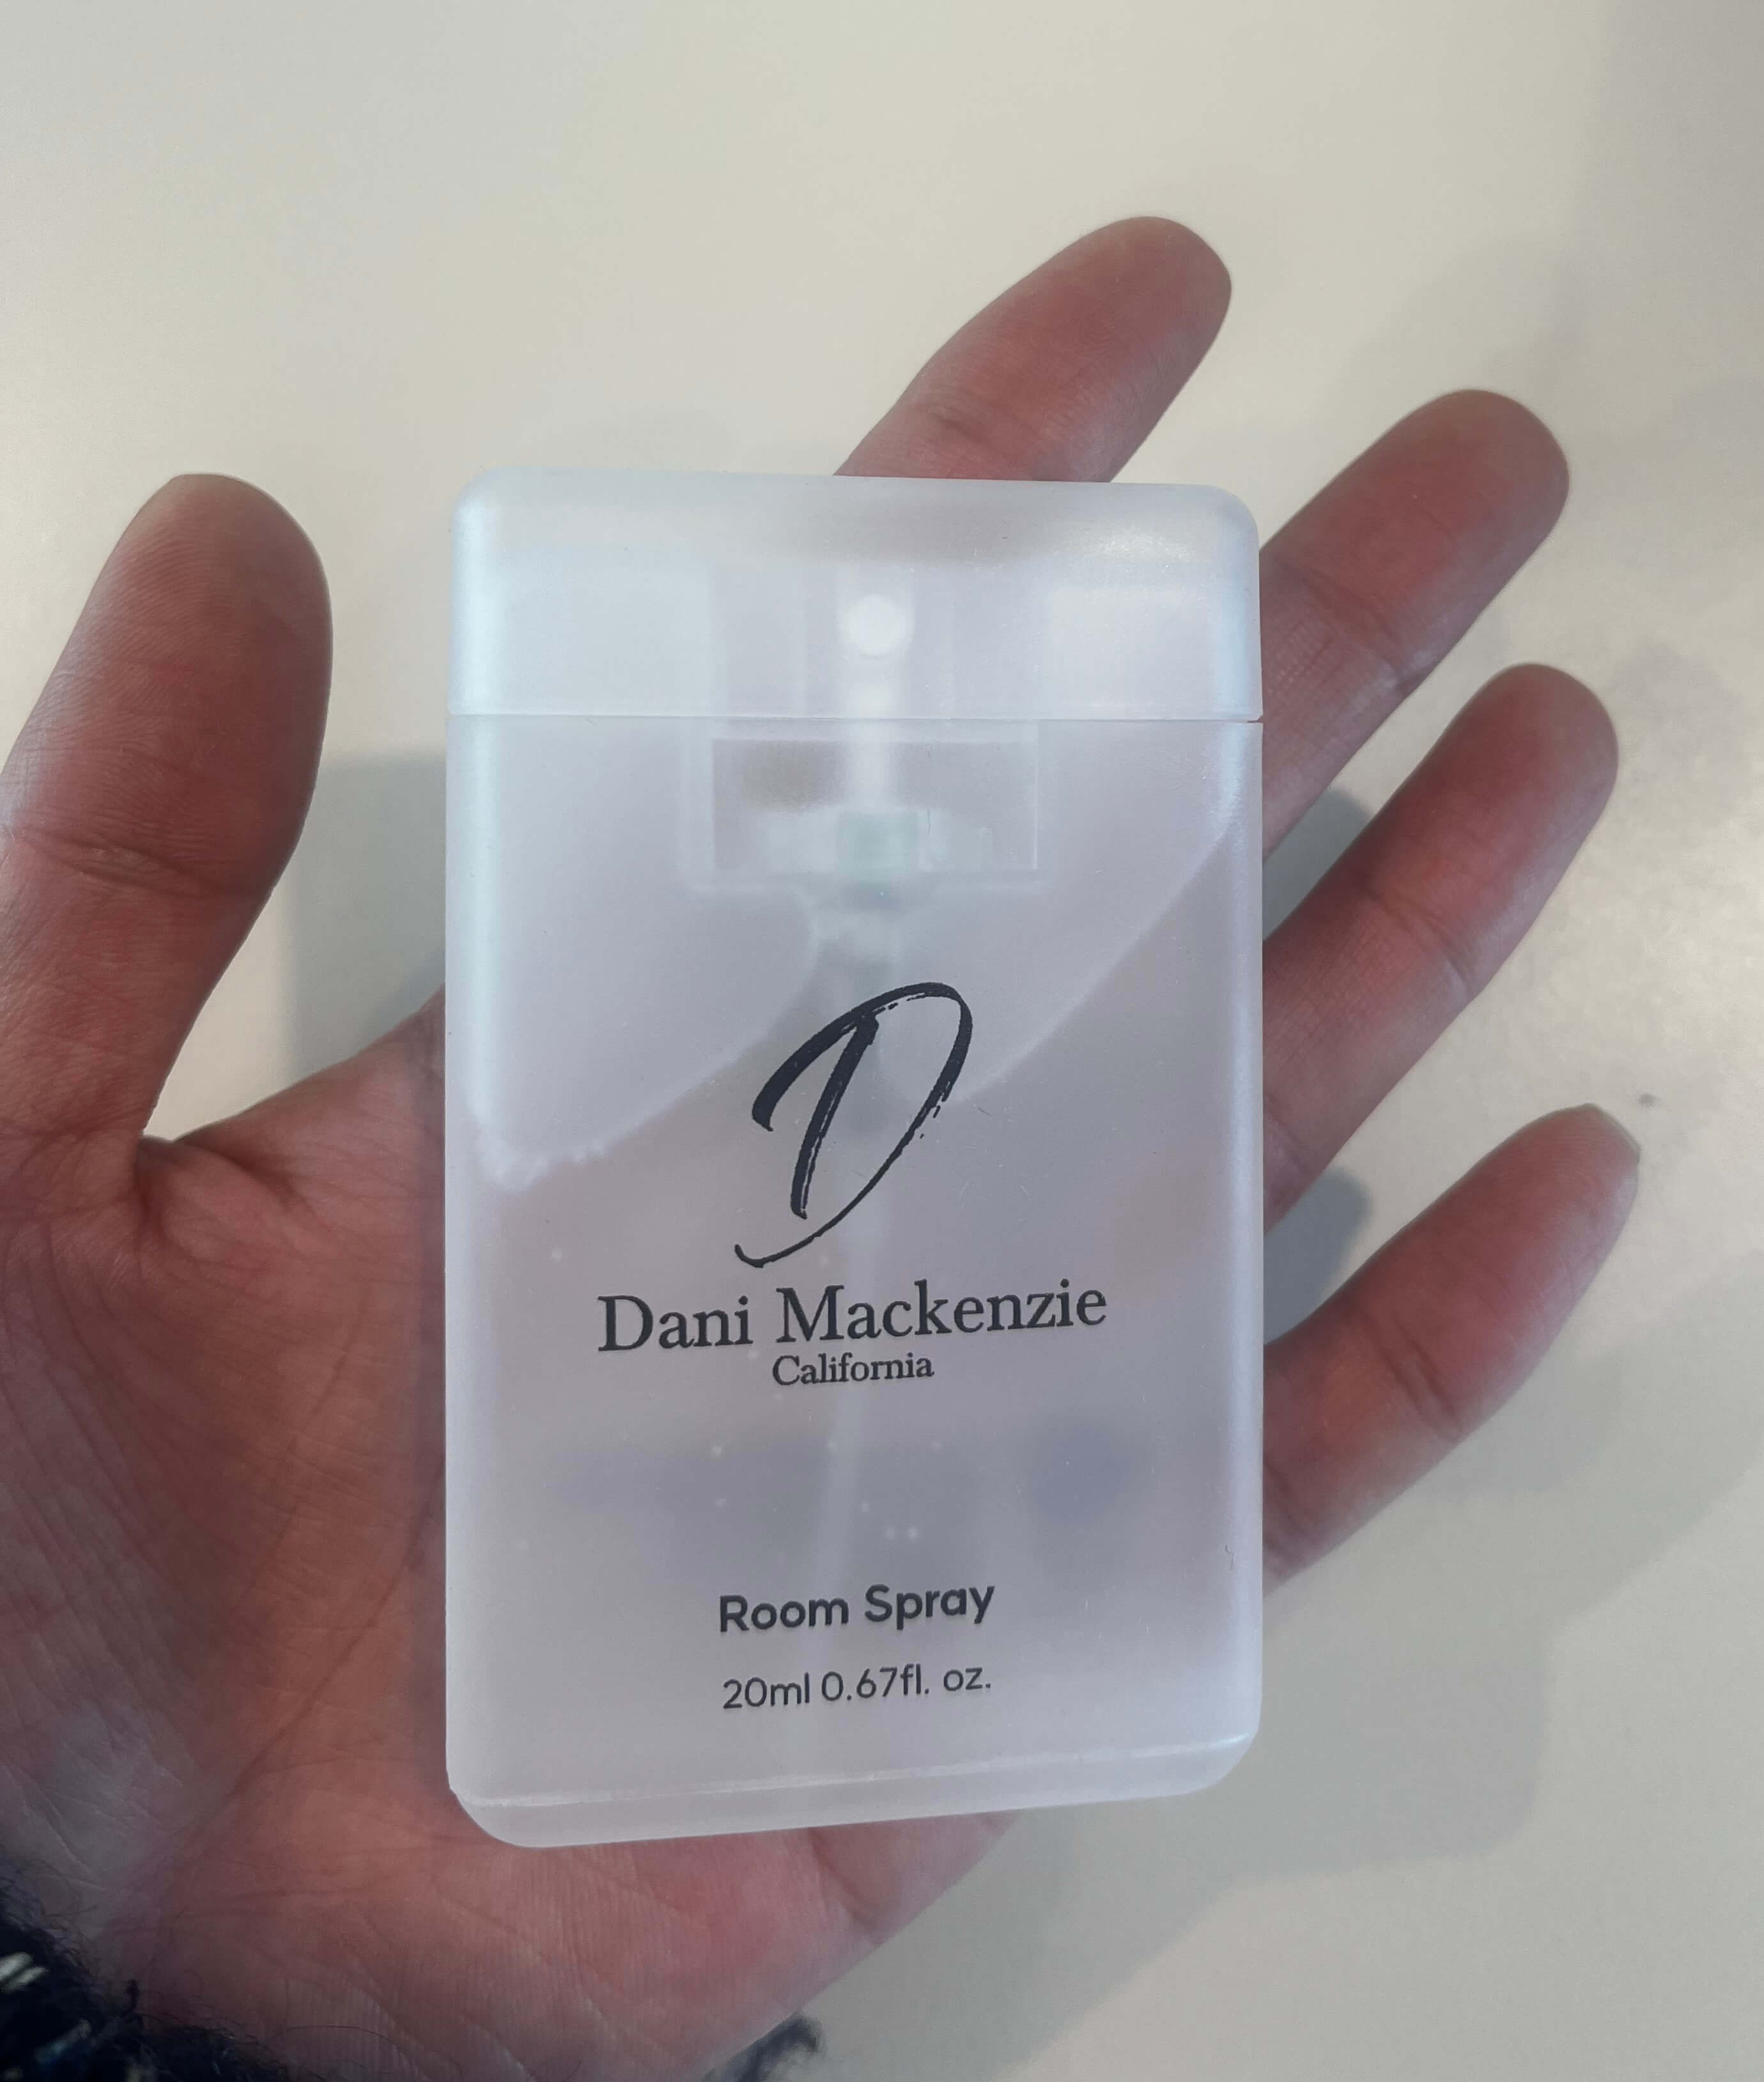 D
Dani Mackenzie
California
Room Spray
20ml 0.67fl. oz.